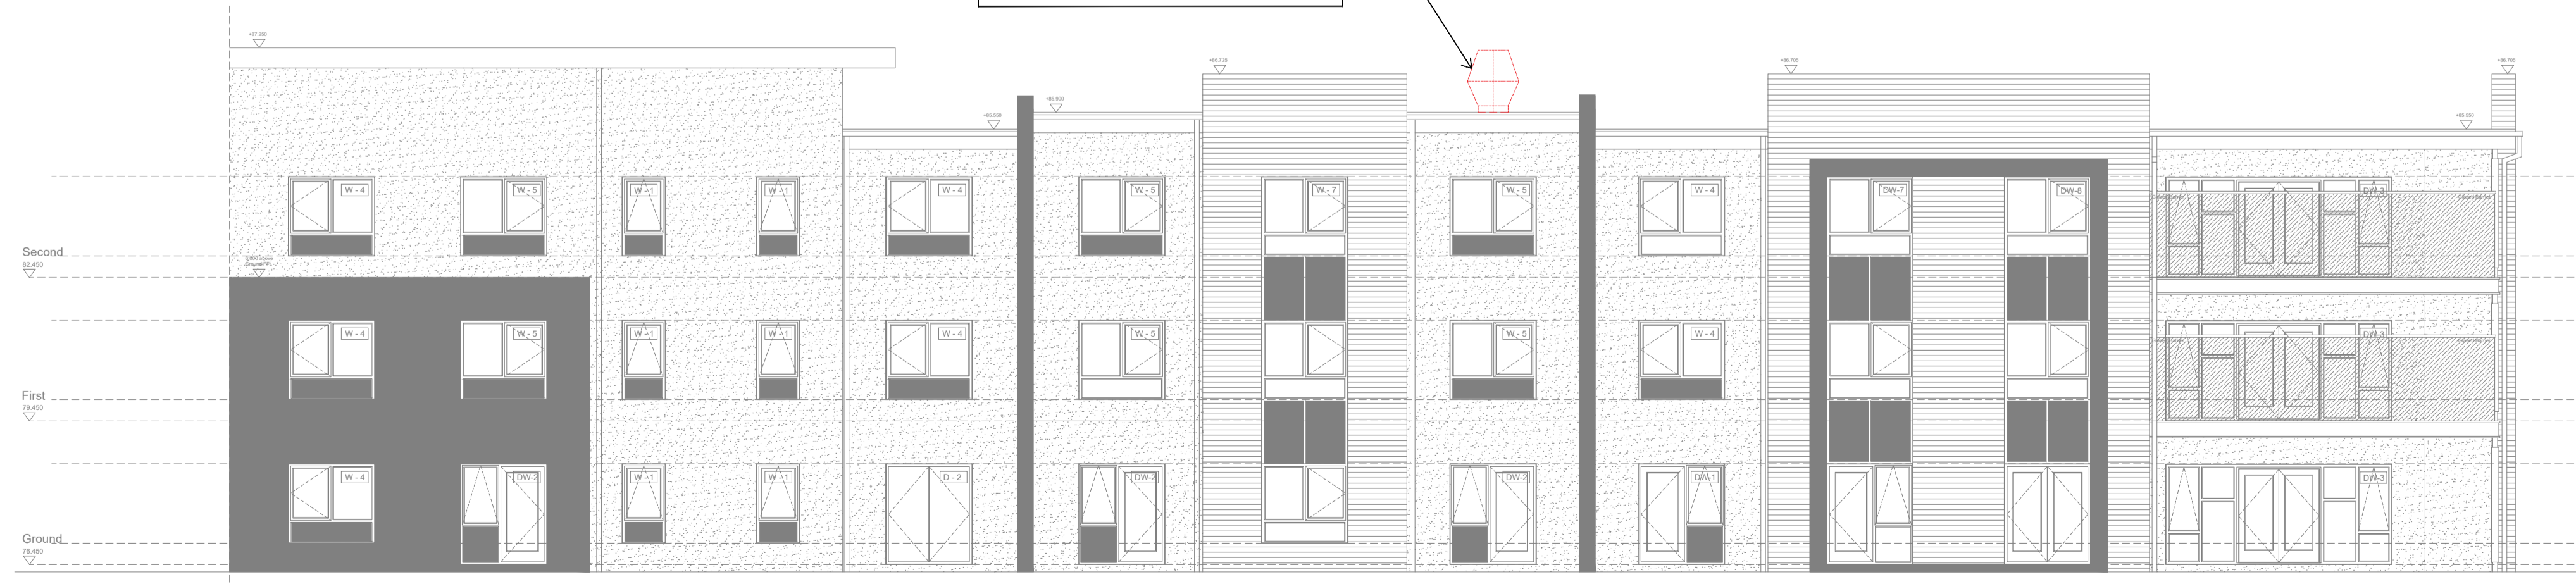 +87.250
+86.725
+86.705
+86.700
+85.900
+85.550
W - 4
W - 5
W - 1
W - 1
W - 4
W - 5
W - 7
W - 5
W - 4
DW-7
DW-8
DW-3
Second
82.450
W - 4
W - 5
W - 1
W - 1
W - 4
W - 5
W - 5
W - 4
DW-3
First
79.450
W - 4
DW-2
W - 1
W - 1
D - 2
DW-2
DW-2
DW-1
DW-3
Ground
76.450